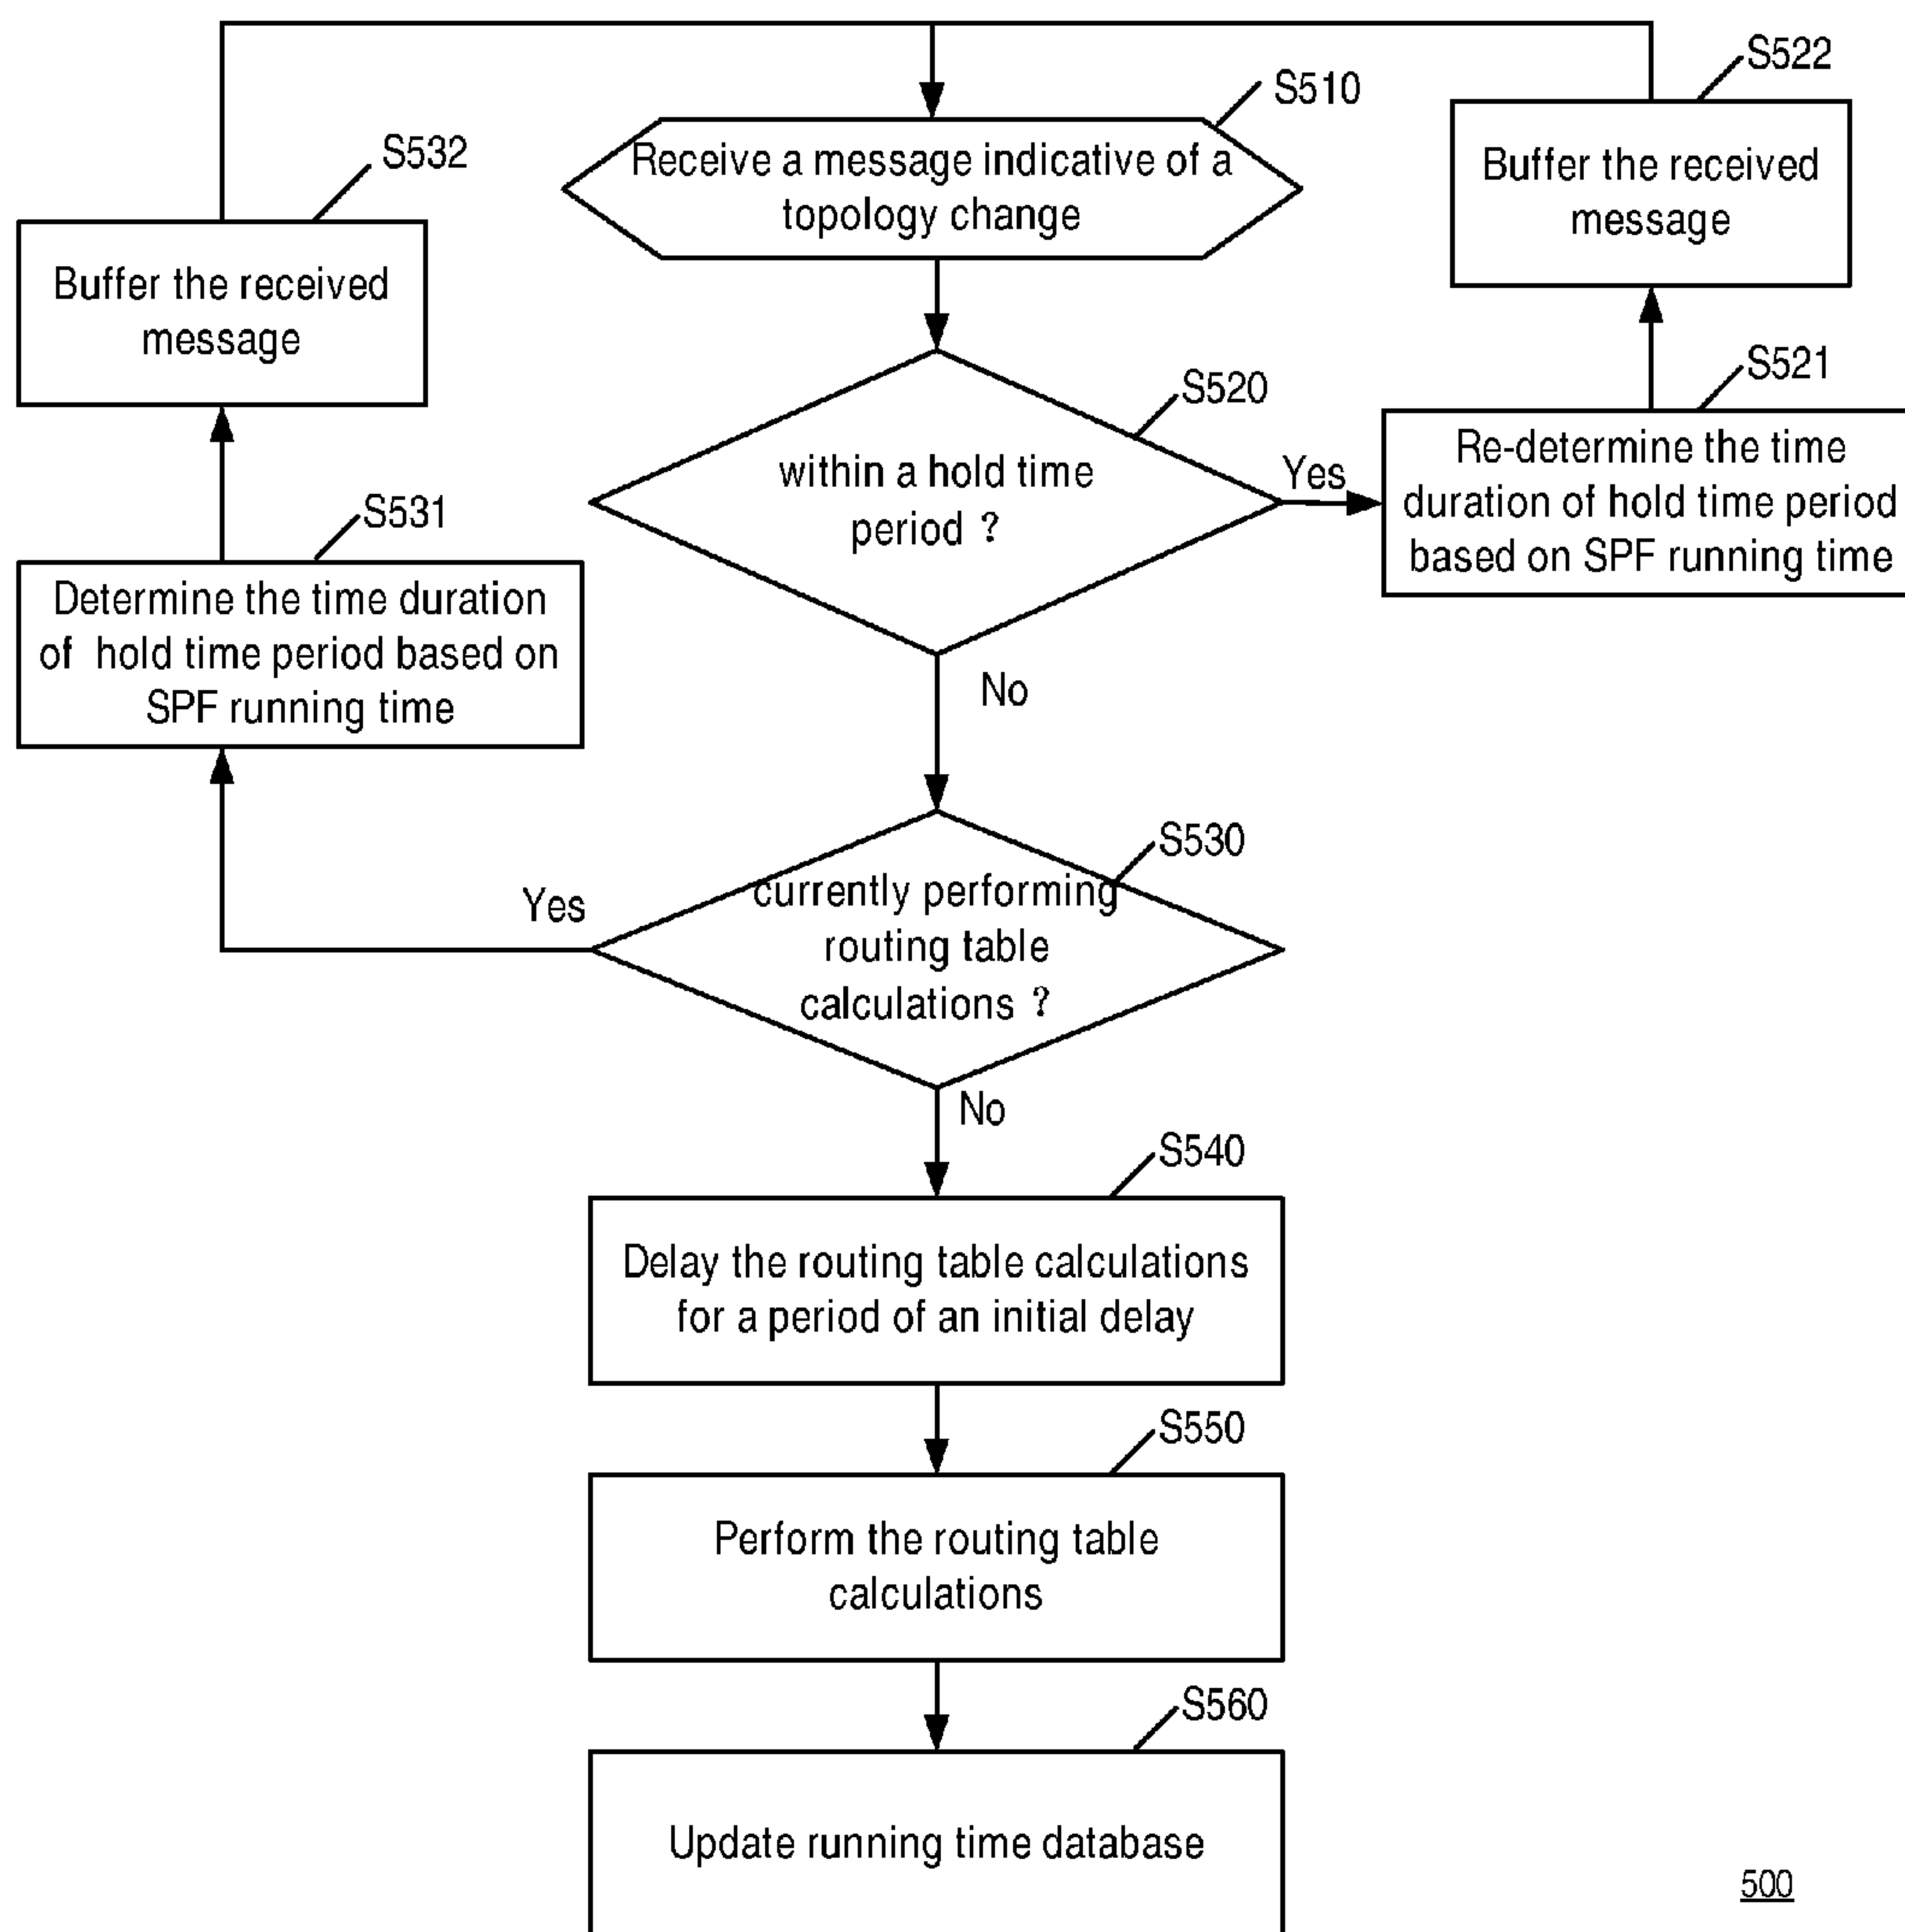 S510
Receive a message indicative of a
topology change
S522
Buffer the received
message
S532
Buffer the received
message
S520
within a hold time
period ?
Yes
S521
Re-determine the time
duration of hold time period
based on SPF running time
No
S531
Determine the time duration
of hold time period based on
SPF running time
S530
currently performing
routing table
calculations ?
Yes
No
S540
Delay the routing table calculations
for a period of an initial delay
S550
Perform the routing table
calculations
S560
Update running time database
500